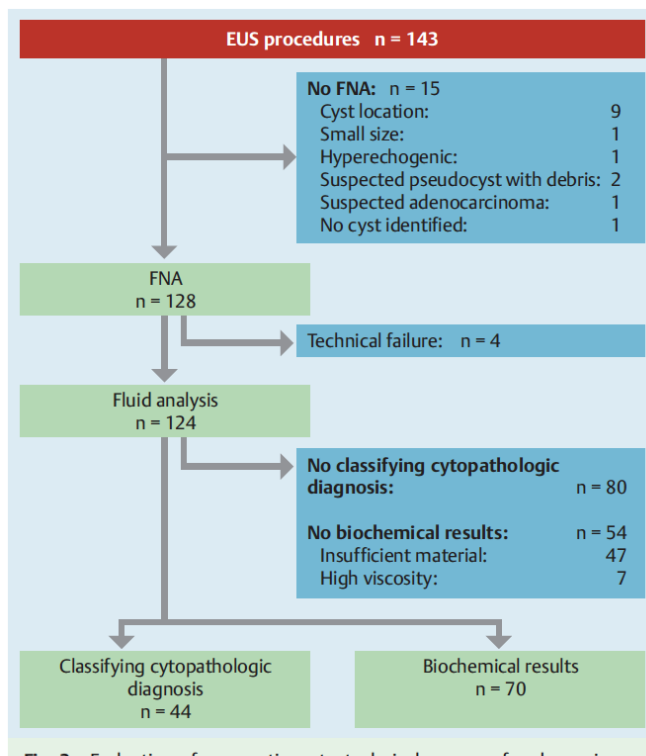 EUS procedures n = 143
No FNA: n = 15
Cyst location: 9
Small size: 1
Hyperechogenic: 1
Suspected pseudocyst with debris: 2
Suspected adenocarcinoma: 1
No cyst identified: 1
FNA
n = 128
Technical failure: n = 4
Fluid analysis
n = 124
No classifying cytopathologic
diagnosis: n = 80
No biochemical results: n = 54
Insufficient material: 47
High viscosity: 7
Classifying cytopathologic
diagnosis
n = 44
Biochemical results
n = 70